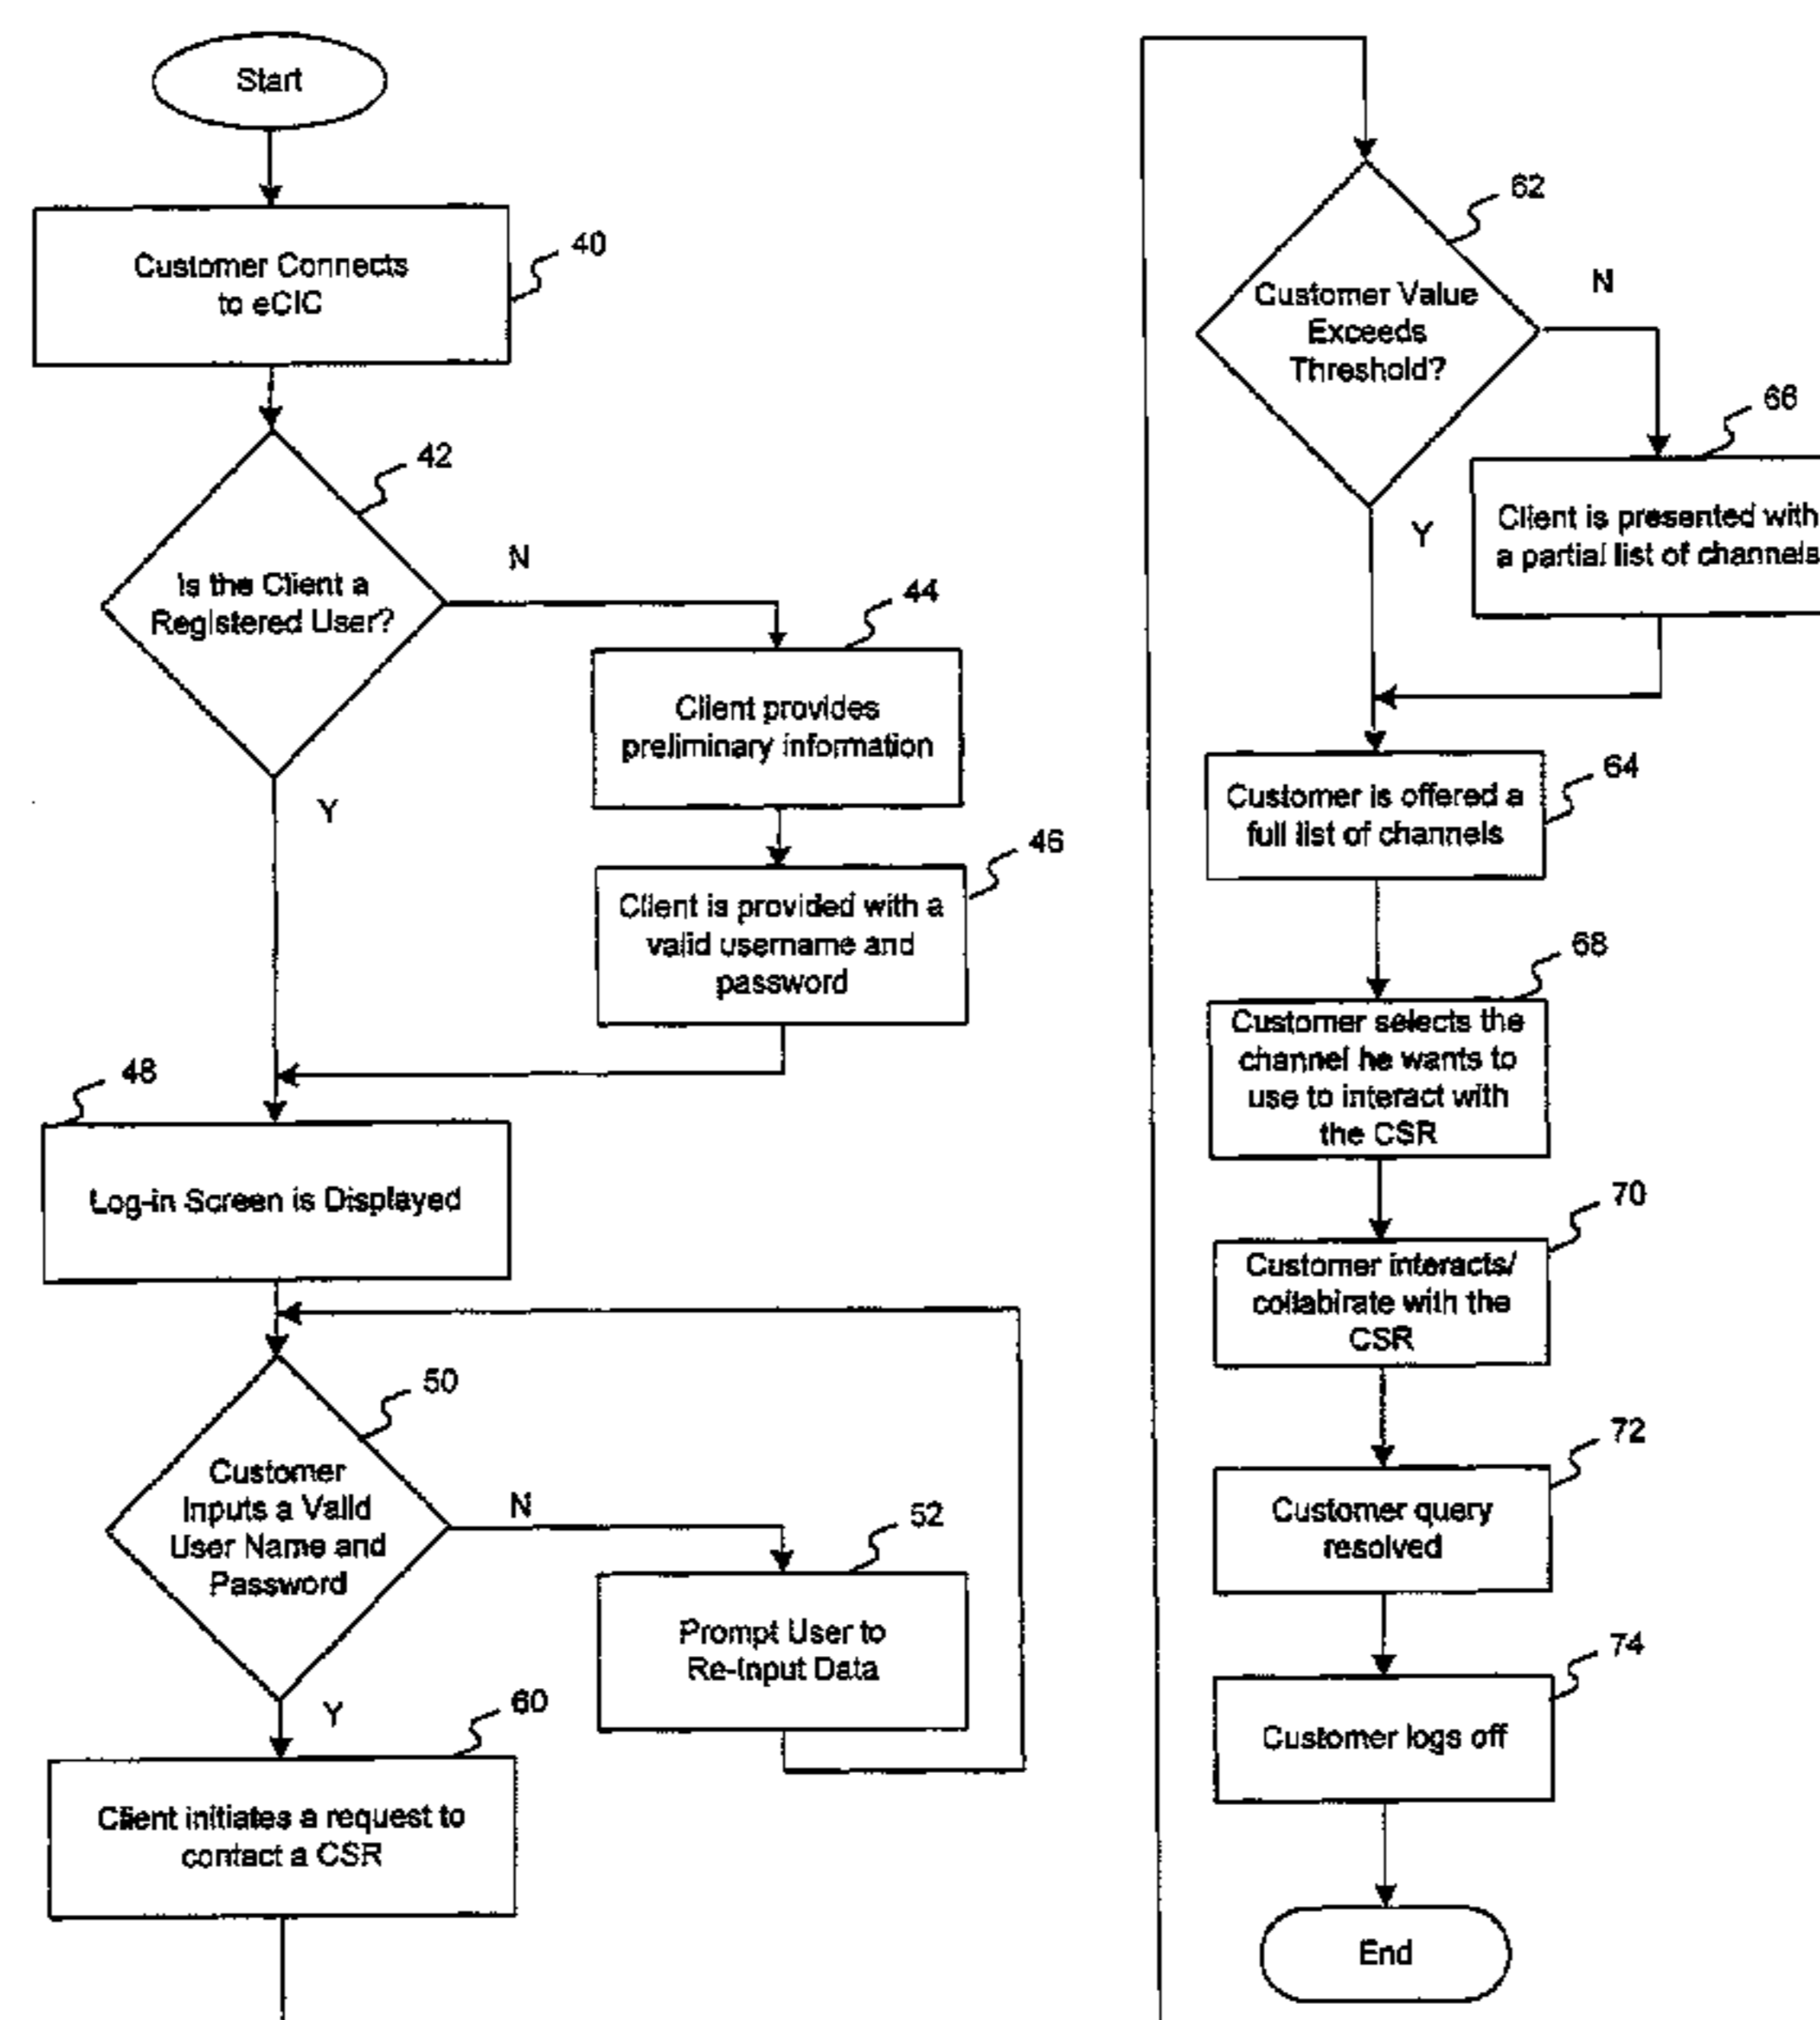 Start
Customer Connects
to eCIC
40
42
Is the Client a
Registered User?
N
Y
44
Client provides
preliminary information
46
Client is provided with a
valid username and
password
48
Log-in Screen is Displayed
50
Customer
Inputs a Valid
User Name and
Password
N
Y
52
Prompt User to
Re-Input Data
60
Client initiates a request to
contact a CSR
62
Customer Value
Exceeds
Threshold?
N
Y
66
Client is presented with
a partial list of channels
64
Customer is offered a
full list of channels
68
Customer selects the
channel he wants to
use to interact with
the CSR
70
Customer interacts/
collabirate with the
CSR
72
Customer query
resolved
74
Customer logs off
End